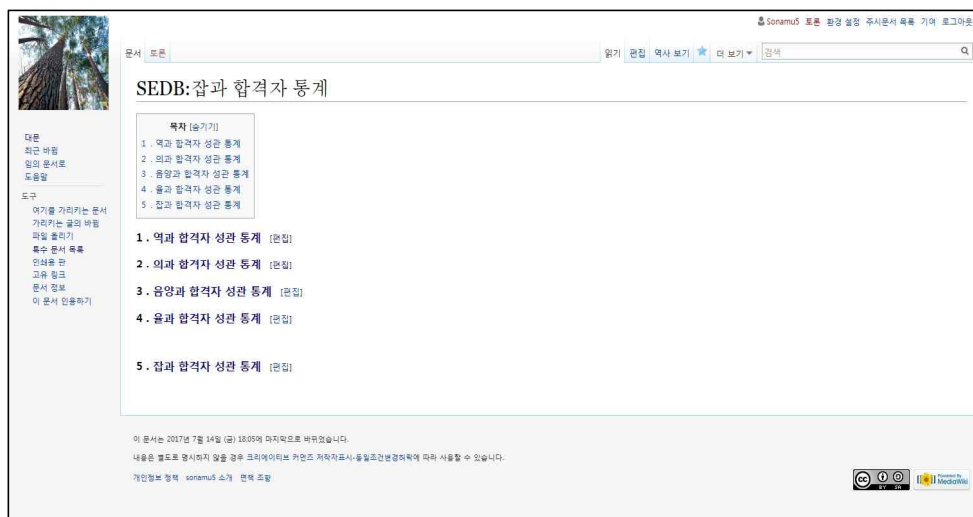 Sonamu5 토론 환경 설정 주시문서 목록 기여 로그아웃
문서 토론 읽기 편집 역사 보기 더 보기 검색
SEDB:잡과 합격자 통계
목차 [숨기기]
1 . 역과 합격자 성관 통계
2 . 의과 합격자 성관 통계
3 . 음양과 합격자 성관 통계
4 . 율과 합격자 성관 통계
5 . 잡과 합격자 성관 통계
대문
최근 바뀜
임의 문서로
도움말
도구
여기를 가리키는 문서
가리키는 글의 바뀜
파일 올리기
특수 문서 목록
인쇄용 판
고유 링크
문서 정보
이 문서 인용하기
1 . 역과 합격자 성관 통계 [편집]
2 . 의과 합격자 성관 통계 [편집]
3 . 음양과 합격자 성관 통계 [편집]
4 . 율과 합격자 성관 통계 [편집]
5 . 잡과 합격자 성관 통계 [편집]
이 문서는 2017년 7월 14일 (금) 18:05에 마지막으로 바뀌었습니다.
내용은 별도로 명시하지 않을 경우 크리에이티브 커먼즈 저작자표시-동일조건변경허락에 따라 사용할 수 있습니다.
개인정보 정책 sonamu5 소개 면책 조항
cc BY SA
Powered By MediaWiki